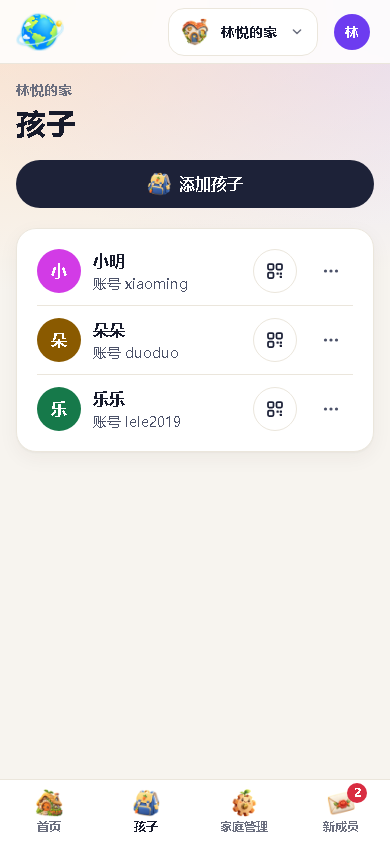 林悦的家
林
林悦的家
孩子
添加孩子
小
小明
账号 xiaoming
朵
朵朵
账号 duoduo
乐
乐乐
账号 lele2019
首页
孩子
家庭管理
2
新成员